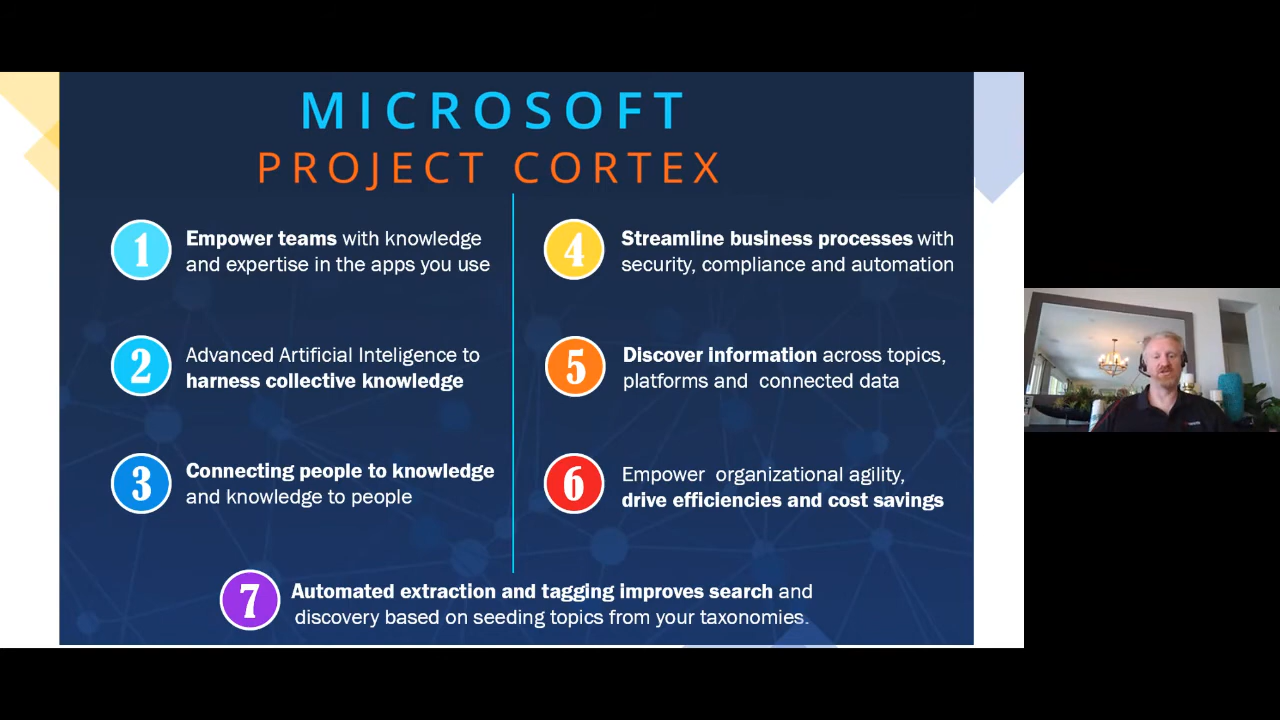 MICROSOFT
PROJECT CORTEX
1
Empower teams with knowledge
and expertise in the apps you use
2
Advanced Artificial Inteligence to
harness collective knowledge
3
Connecting people to knowledge
and knowledge to people
4
Streamline business processes with
security, compliance and automation
5
Discover information across topics,
platforms and connected data
6
Empower organizational agility,
drive efficiencies and cost savings
7
Automated extraction and tagging improves search and
discovery based on seeding topics from your taxonomies.